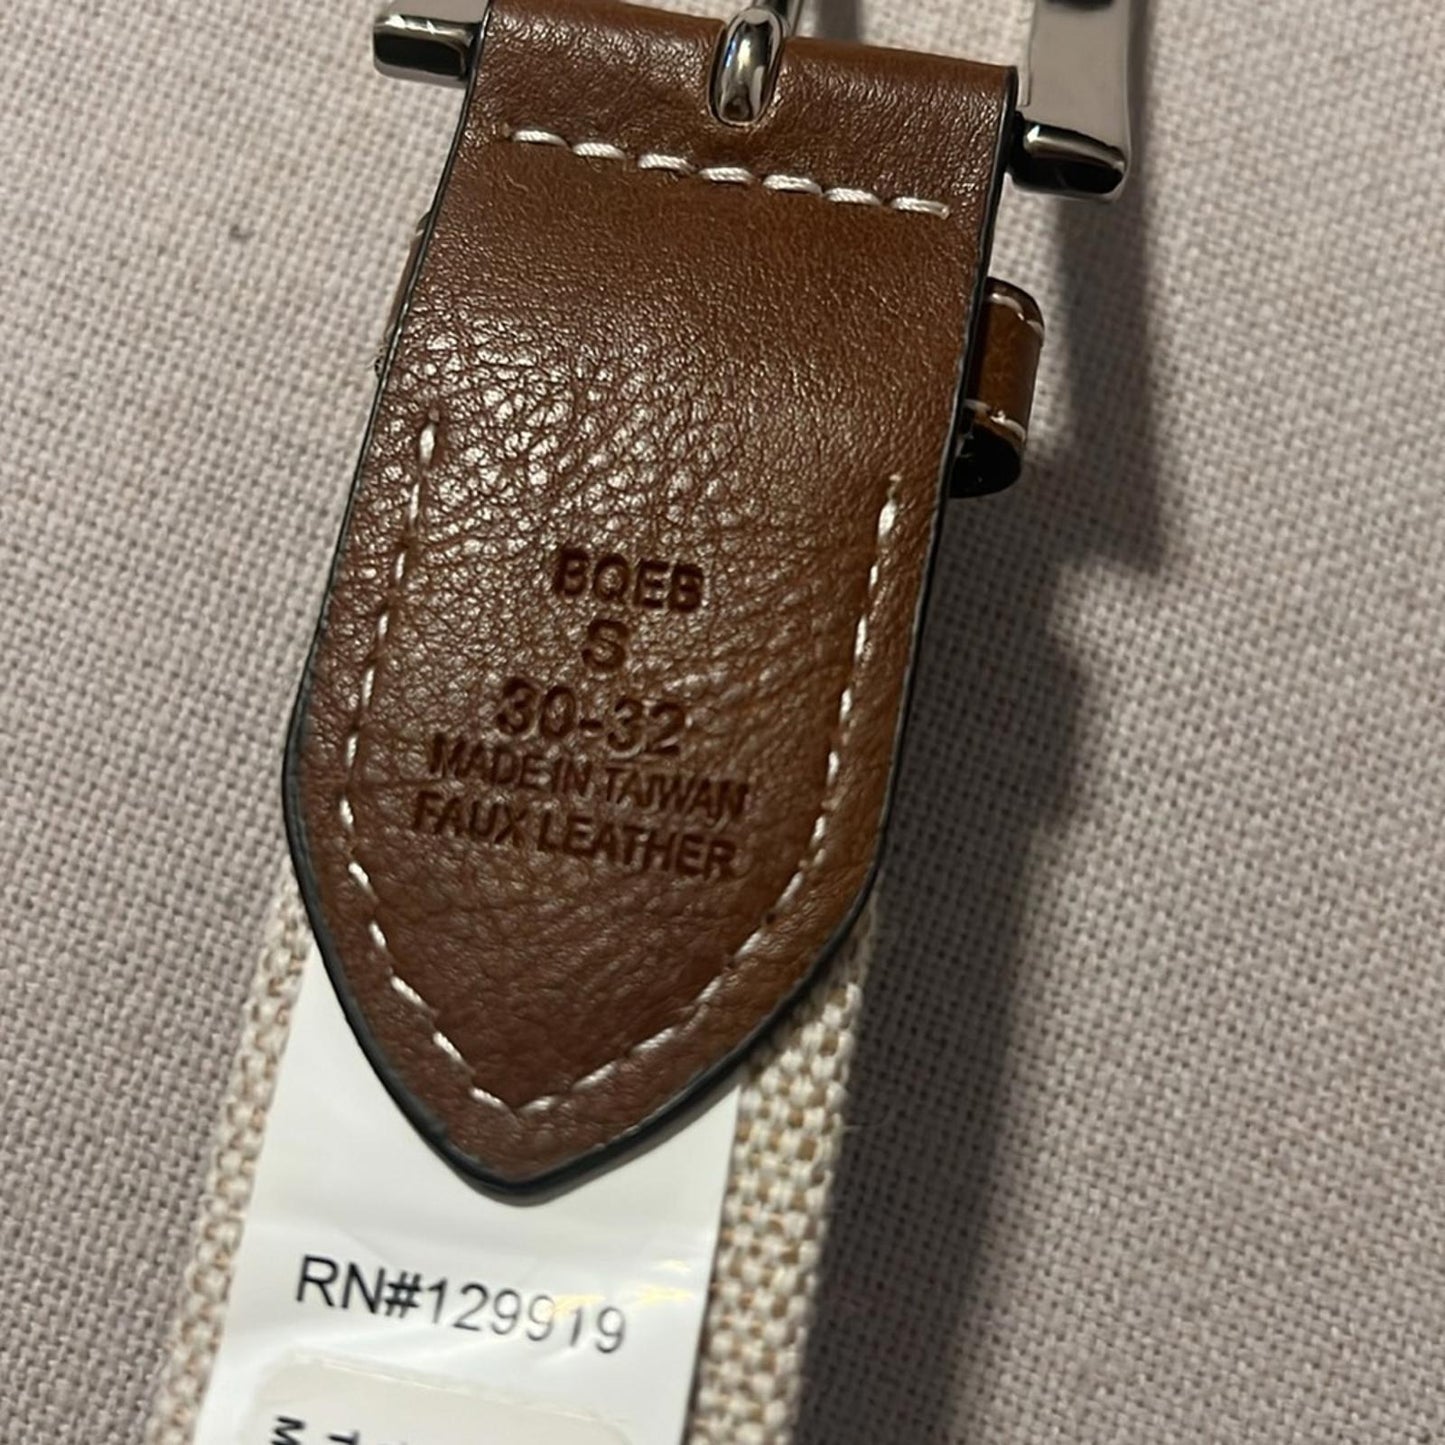 BQEB
S
30-32
MADE IN TAIWAN
FAUX LEATHER
RN#129919